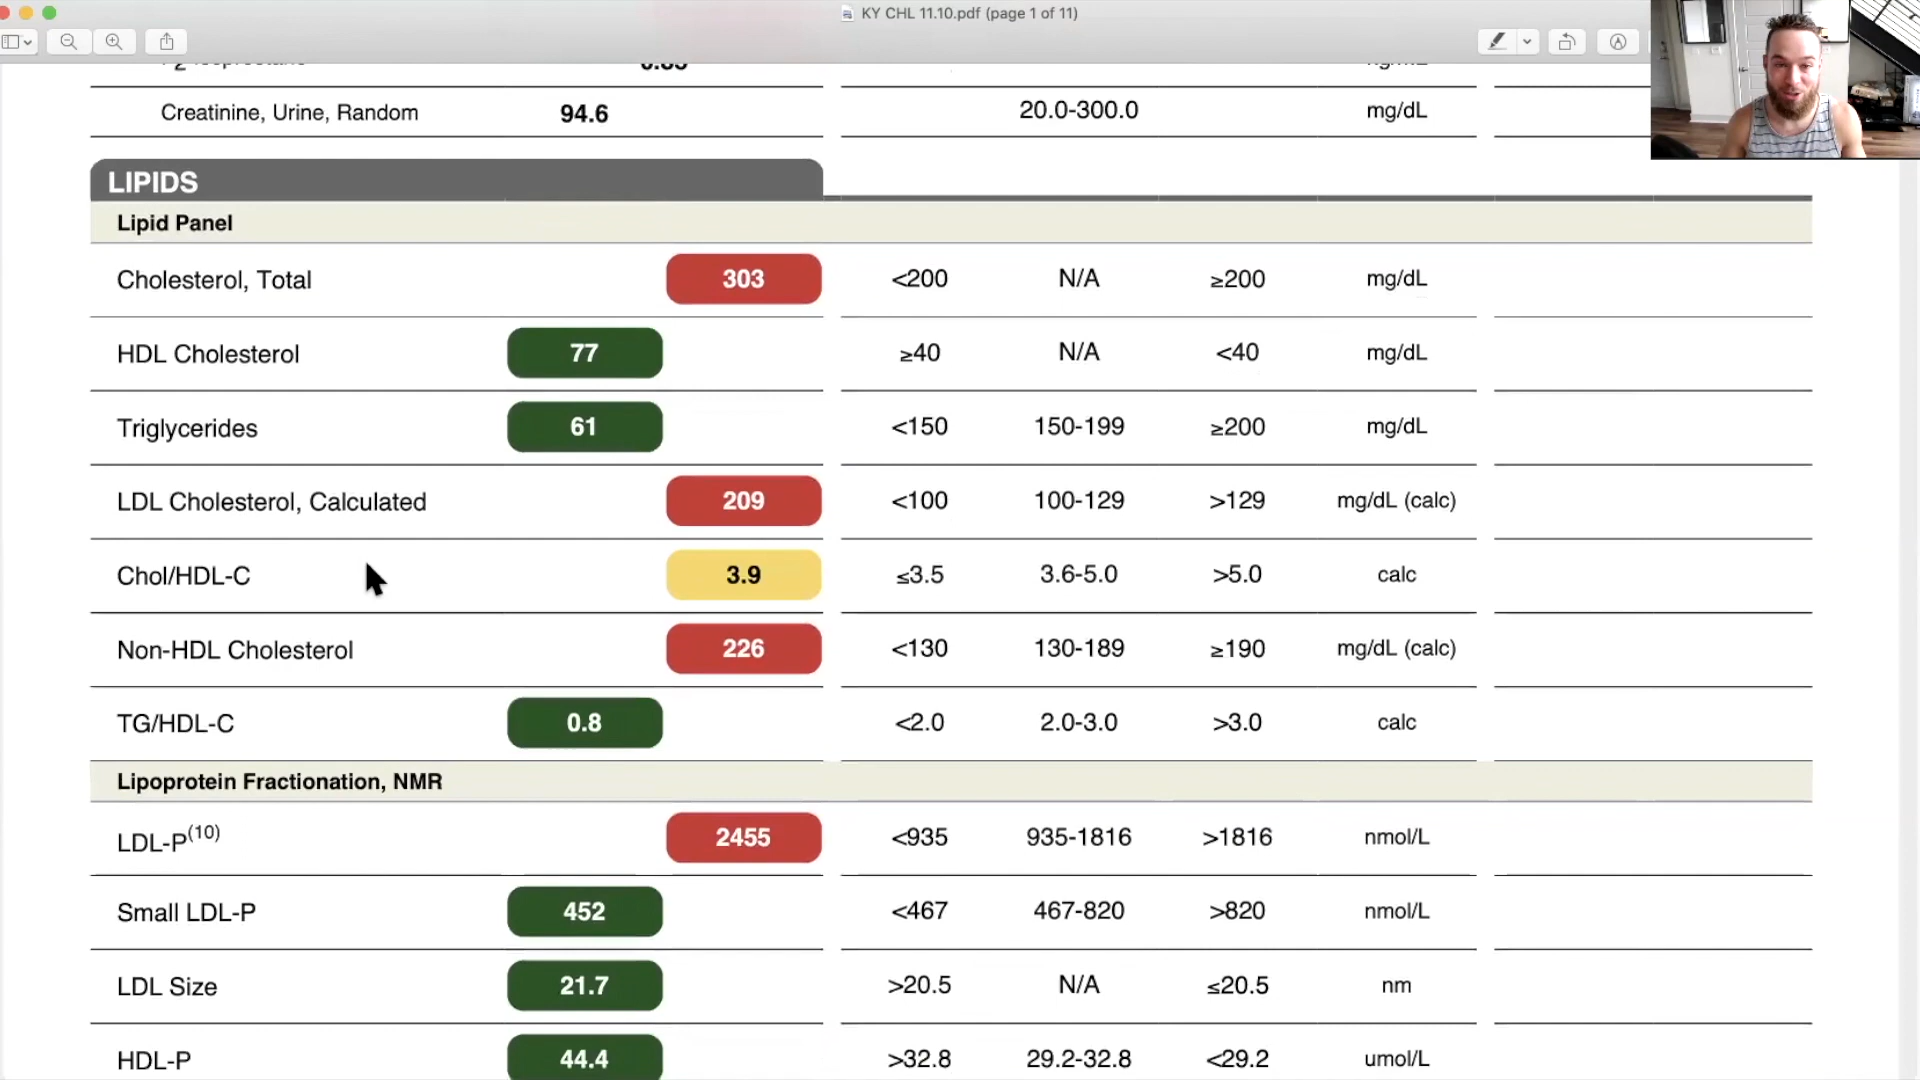 KY CHL 11.10.pdf (page 1 of 11)
Creatinine, Urine, Random 94.6 20.0-300.0 mg/dL
LIPIDS
Lipid Panel
Cholesterol, Total 303 <200 N/A ≥200 mg/dL
HDL Cholesterol 77 ≥40 N/A <40 mg/dL
Triglycerides 61 <150 150-199 ≥200 mg/dL
LDL Cholesterol, Calculated 209 <100 100-129 >129 mg/dL (calc)
Chol/HDL-C 3.9 ≤3.5 3.6-5.0 >5.0 calc
Non-HDL Cholesterol 226 <130 130-189 ≥190 mg/dL (calc)
TG/HDL-C 0.8 <2.0 2.0-3.0 >3.0 calc
Lipoprotein Fractionation, NMR
LDL-P(10) 2455 <935 935-1816 >1816 nmol/L
Small LDL-P 452 <467 467-820 >820 nmol/L
LDL Size 21.7 >20.5 N/A ≤20.5 nm
HDL-P 44.4 >32.8 29.2-32.8 <29.2 umol/L